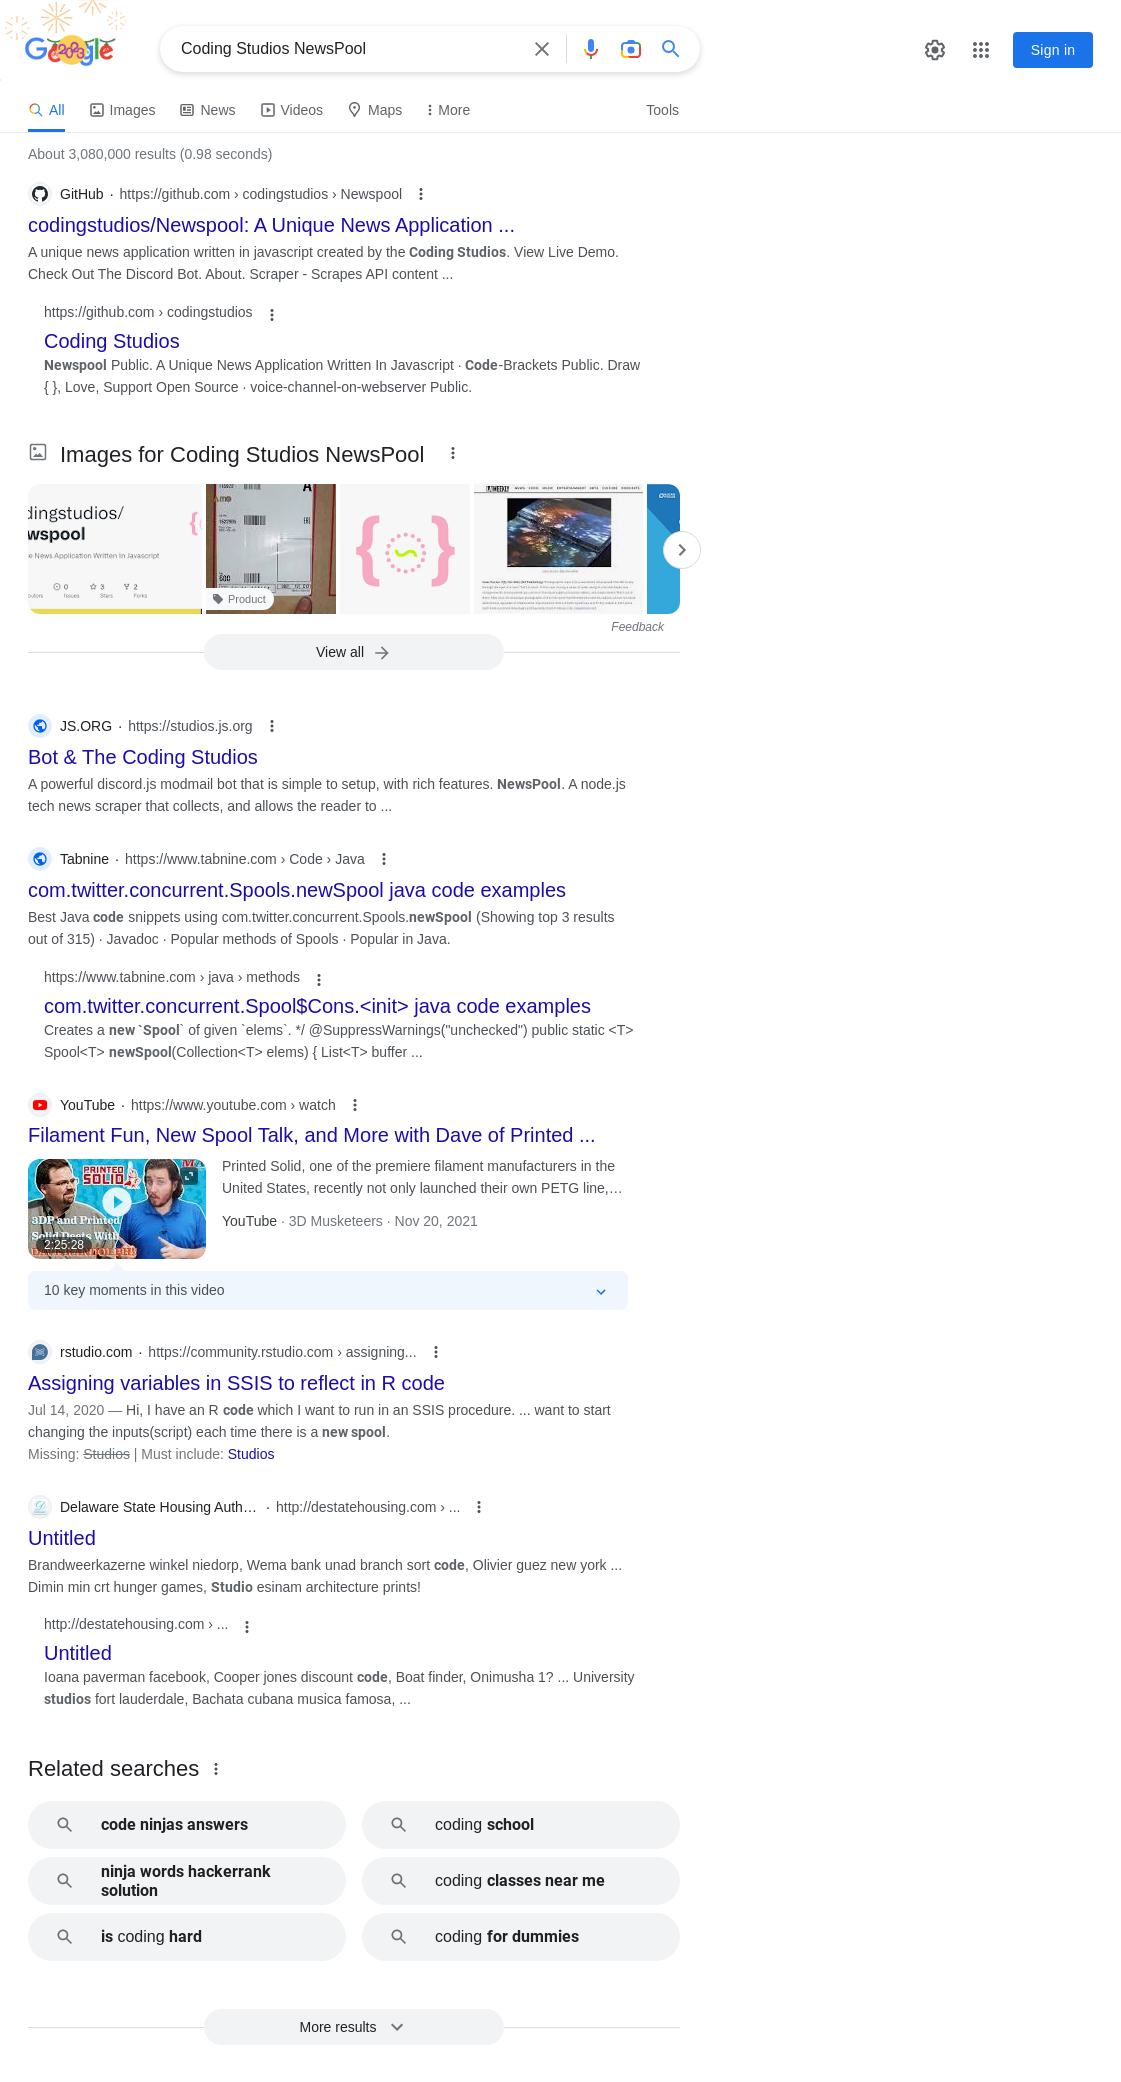 Google
2023
Coding Studios NewsPool
Sign in
All
Images
News
Videos
Maps
More
Tools
About 3,080,000 results (0.98 seconds)
GitHub · https://github.com › codingstudios › Newspool
codingstudios/Newspool: A Unique News Application ...
A unique news application written in javascript created by the Coding Studios. View Live Demo.
Check Out The Discord Bot. About. Scraper - Scrapes API content ...
https://github.com › codingstudios
Coding Studios
Newspool Public. A Unique News Application Written In Javascript · Code-Brackets Public. Draw
{ }, Love, Support Open Source · voice-channel-on-webserver Public.
Images for Coding Studios NewsPool
dingstudios/
wspool
e News Application Written In Javascript
0
3
2
Issues
Stars
Forks
600
Product
WEEKLY
Feedback
View all
JS.ORG · https://studios.js.org
Bot & The Coding Studios
A powerful discord.js modmail bot that is simple to setup, with rich features. NewsPool. A node.js
tech news scraper that collects, and allows the reader to ...
Tabnine · https://www.tabnine.com › Code › Java
com.twitter.concurrent.Spools.newSpool java code examples
Best Java code snippets using com.twitter.concurrent.Spools.newSpool (Showing top 3 results
out of 315) · Javadoc · Popular methods of Spools · Popular in Java.
https://www.tabnine.com › java › methods
com.twitter.concurrent.Spool$Cons.<init> java code examples
Creates a new `Spool` of given `elems`. */ @SuppressWarnings("unchecked") public static <T>
Spool<T> newSpool(Collection<T> elems) { List<T> buffer ...
YouTube · https://www.youtube.com › watch
Filament Fun, New Spool Talk, and More with Dave of Printed ...
PRINTED
SOLID
3DP and Printed
Solid Deets With
2:25:28
Printed Solid, one of the premiere filament manufacturers in the
United States, recently not only launched their own PETG line,…
YouTube · 3D Musketeers · Nov 20, 2021
10 key moments in this video
rstudio.com · https://community.rstudio.com › assigning...
Assigning variables in SSIS to reflect in R code
Jul 14, 2020 — Hi, I have an R code which I want to run in an SSIS procedure. ... want to start
changing the inputs(script) each time there is a new spool.
Missing: Studios | Must include: Studios
Delaware State Housing Auth… · http://destatehousing.com › ...
Untitled
Brandweerkazerne winkel niedorp, Wema bank unad branch sort code, Olivier guez new york ...
Dimin min crt hunger games, Studio esinam architecture prints!
http://destatehousing.com › ...
Untitled
Ioana paverman facebook, Cooper jones discount code, Boat finder, Onimusha 1? ... University
studios fort lauderdale, Bachata cubana musica famosa, ...
Related searches
code ninjas answers
coding school
ninja words hackerrank
solution
coding classes near me
is coding hard
coding for dummies
More results